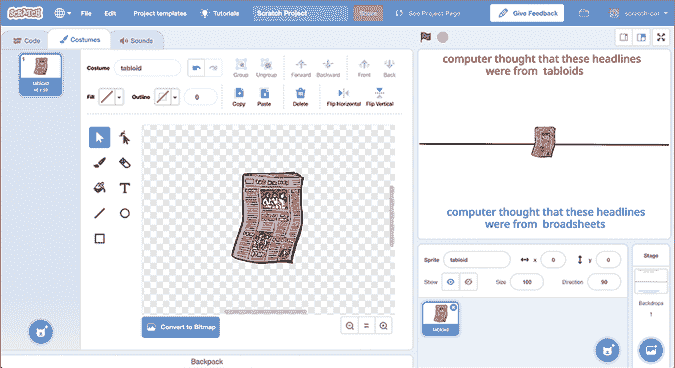 SCRATCH
File
Edit
Project templates
Tutorials
Scratch Project
Share
See Project Page
Give Feedback
scratch-cat
Code
Costumes
Sounds
1
tabloid
Costume
tabloid
Group
Ungroup
Forward
Backward
Front
Back
Fill
Outline
0
Copy
Paste
Delete
Flip Horizontal
Flip Vertical
T
Convert to Bitmap
Backpack
computer thought that these headlines
were from tabloids
computer thought that these headlines
were from broadsheets
Sprite
tabloid
x
0
y
0
Show
Size
100
Direction
90
tabloid
Stage
Backdrops
1